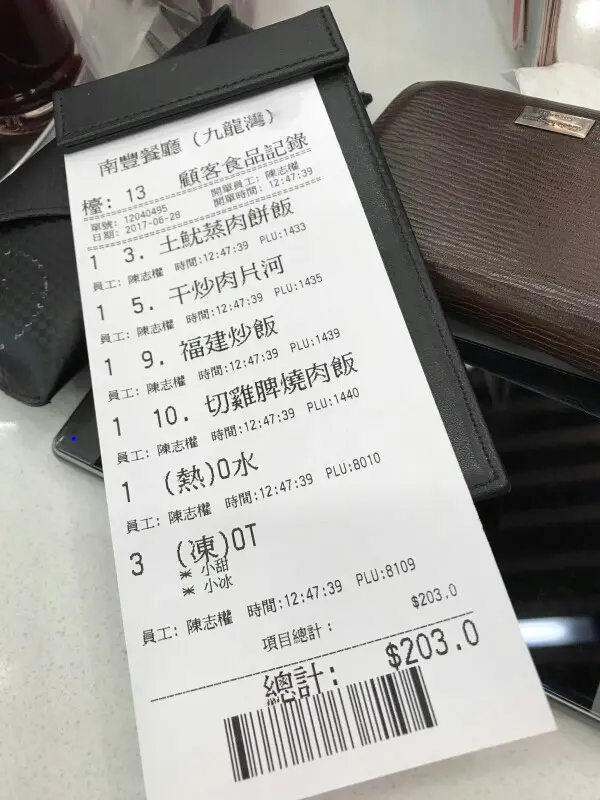 南豐餐廳 (九龍灣)
顧客食品記錄
檯: 13
單號: 12040495 開單員工: 陳志權
日期: 2017-06-28 開單時間: 12:47:39
1 3. 土魷蒸肉餅飯
員工: 陳志權 時間:12:47:39 PLU:1433
1 5. 干炒肉片河
員工: 陳志權 時間:12:47:39 PLU:1435
1 9. 福建炒飯
員工: 陳志權 時間:12:47:39 PLU:1439
1 10. 切雞脾燒肉飯
員工: 陳志權 時間:12:47:39 PLU:1440
1 (熱)O水
員工: 陳志權 時間:12:47:39 PLU:8010
3 (凍)OT
* 小甜
* 小冰
員工: 陳志權 時間:12:47:39 PLU:8109
項目總計: $203.0
總計: $203.0